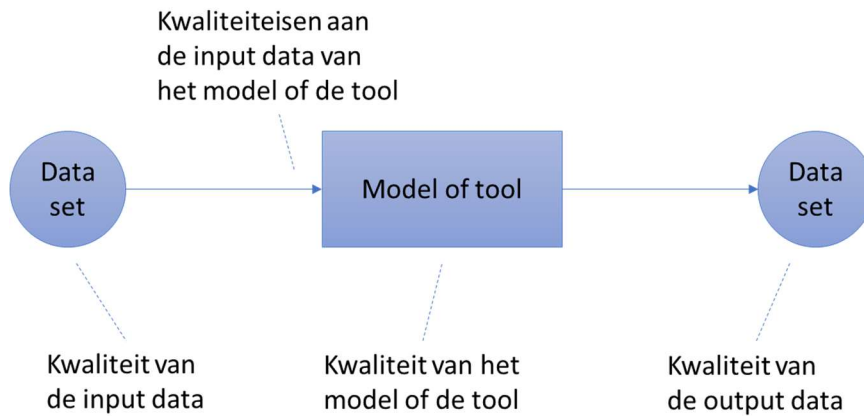 Kwaliteiteisen aan
de input data van
het model of de tool
Data
set
Model of tool
Data
set
Kwaliteit van
de input data
Kwaliteit van het
model of de tool
Kwaliteit van
de output data